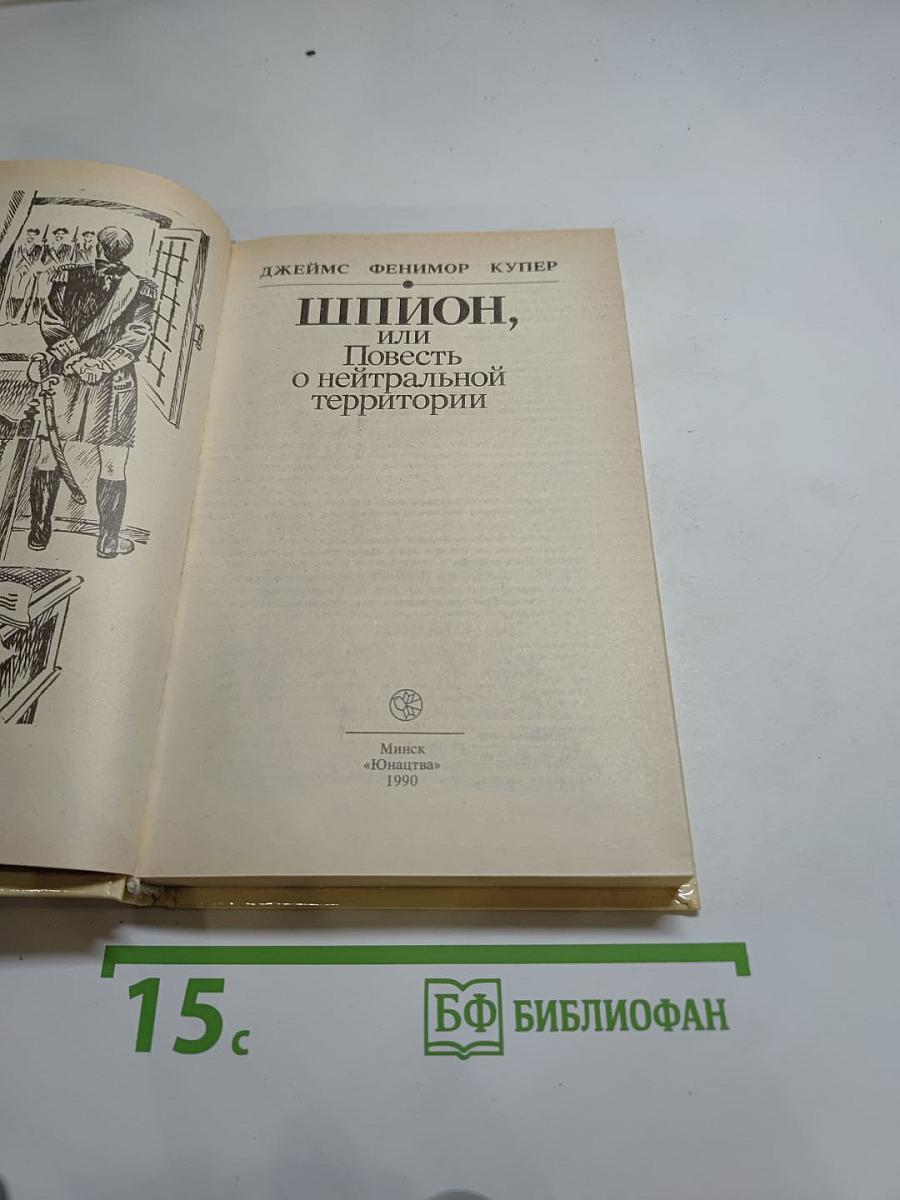 ДЖЕЙМС ФЕНИМОР КУПЕР
ШПИОН,
или
Повесть
о нейтральной
территории
Минск
«Юнацтва»
1990
15с
БФ БИБЛИОФАН